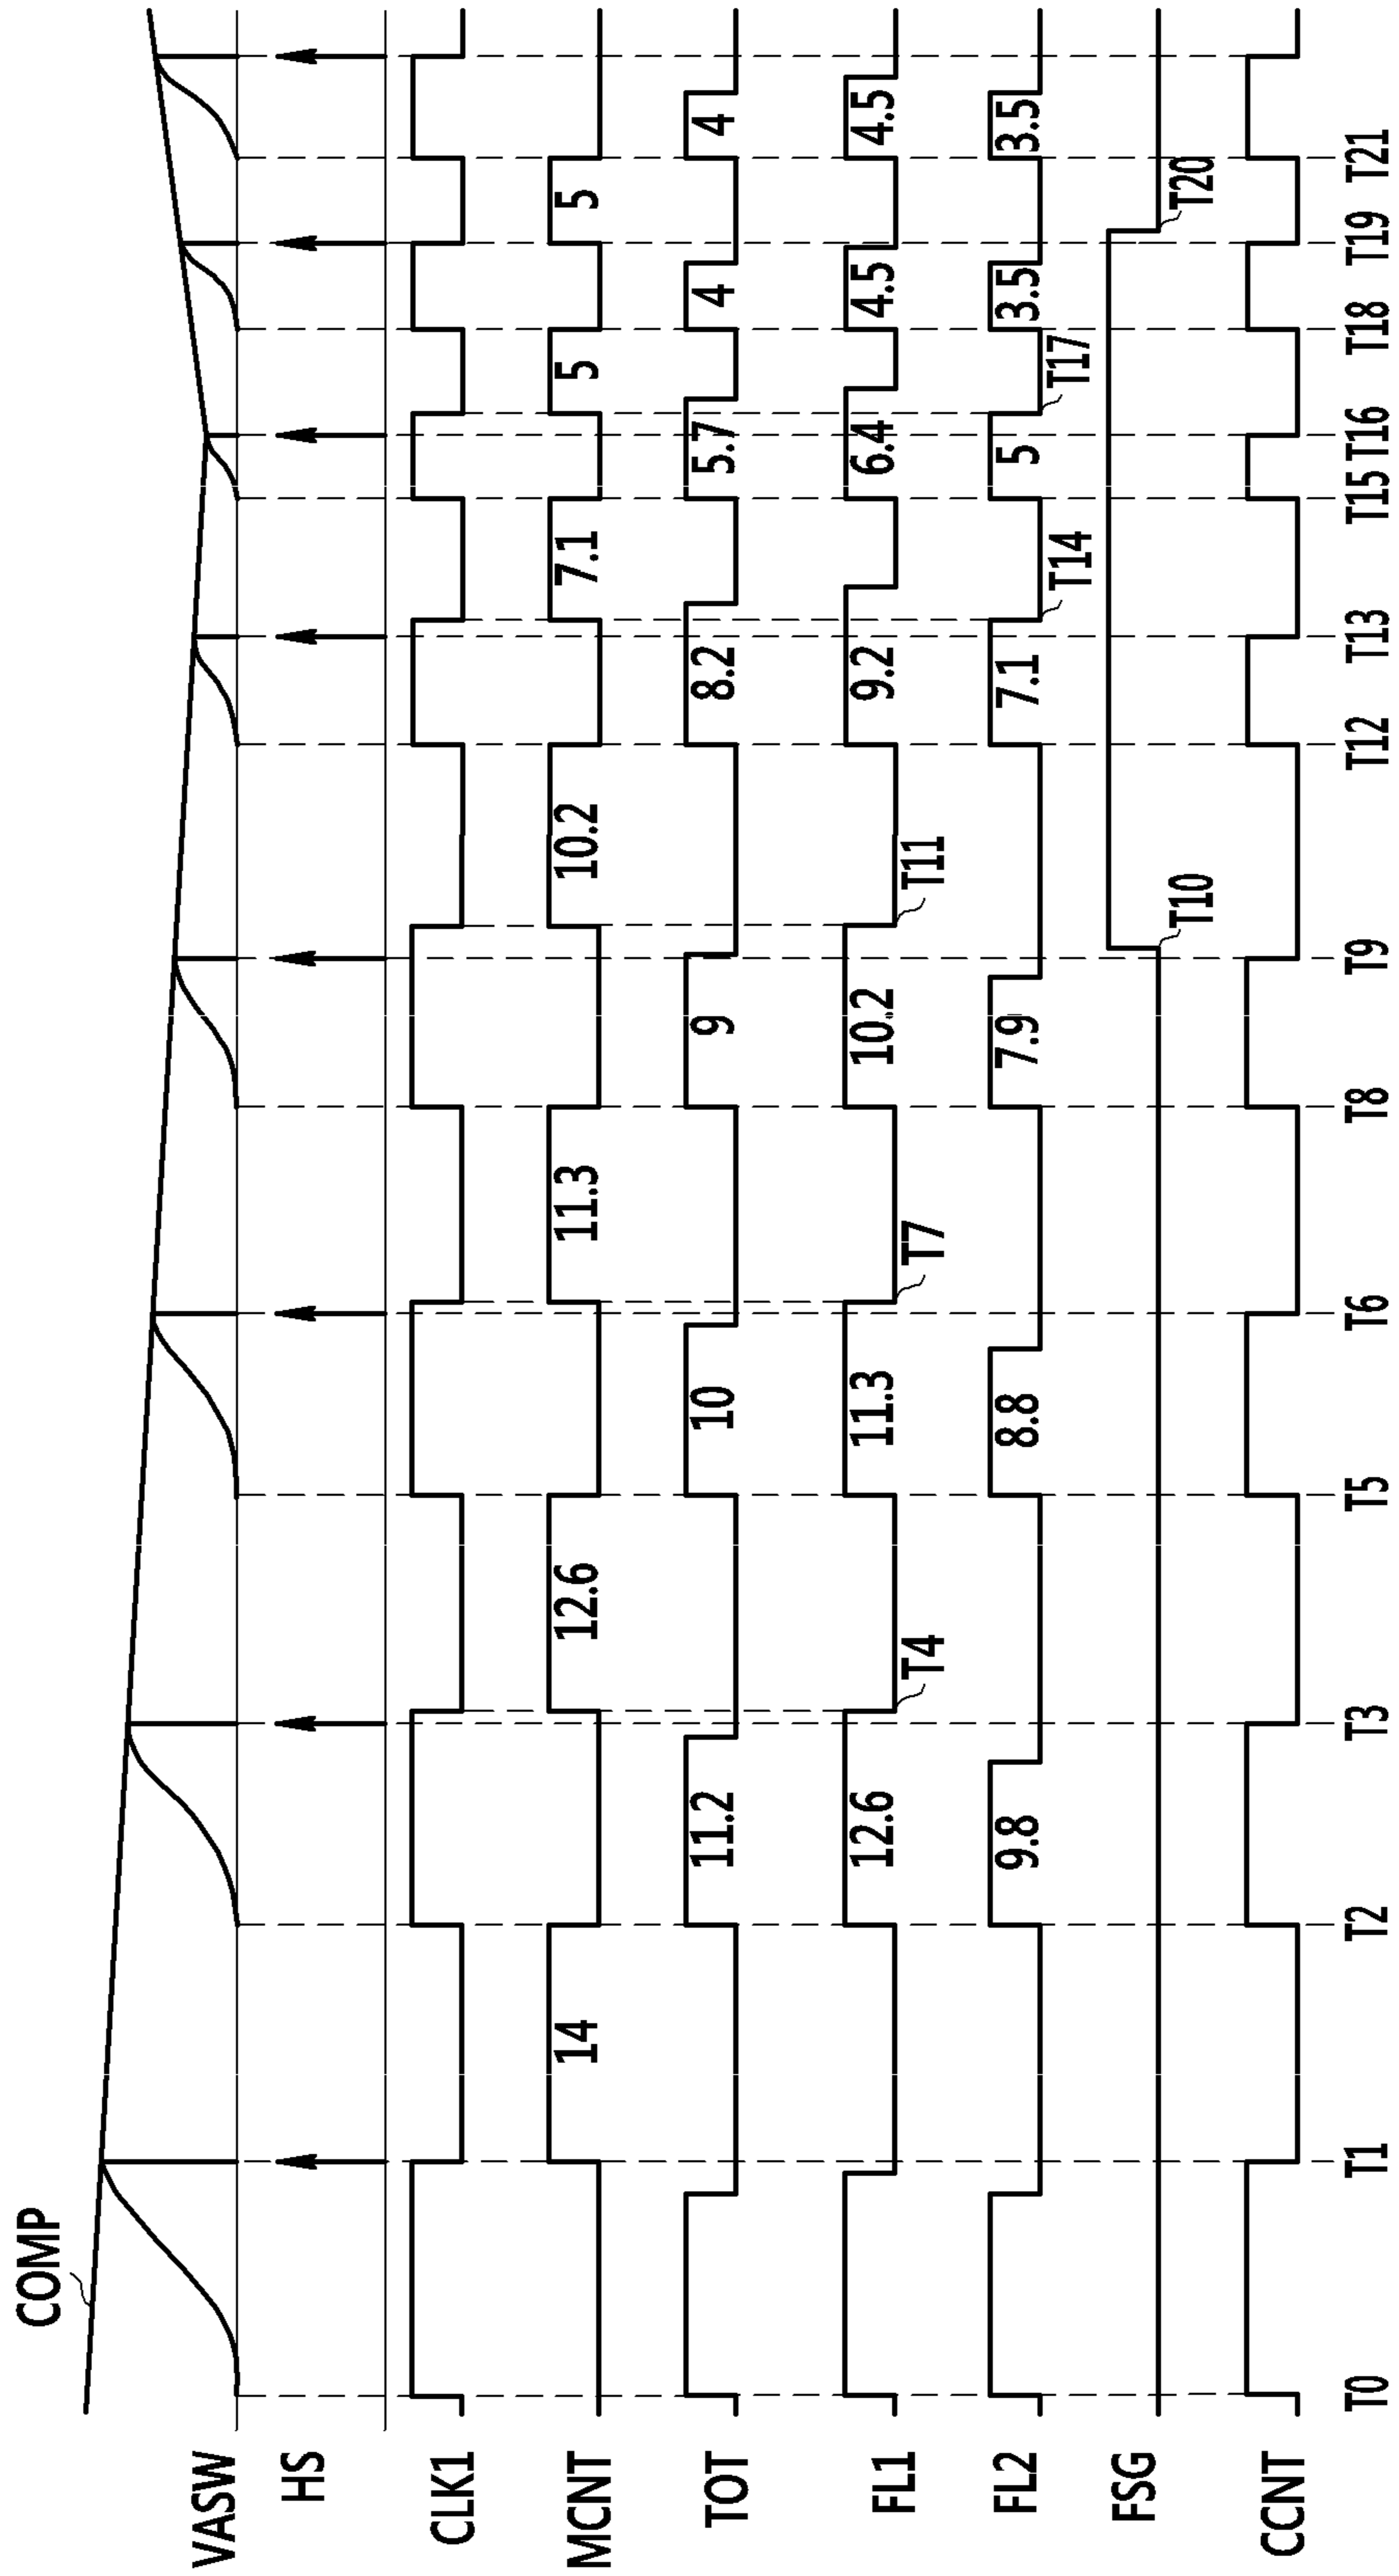 COMP
VASW
HS
CLK1
MCNT 14 12.6 11.3 10.2 7.1 5 5
TOT 11.2 10 9 8.2 5.7 4 4
FL1 12.6 11.3 10.2 9.2 6.4 4.5 4.5
T4 T7 T11
FL2 9.8 8.8 7.9 7.1 5 3.5 3.5
T14 T17
FSG
T10 T20
CCNT
T0 T1 T2 T3 T5 T6 T8 T9 T12 T13 T15 T16 T18 T19 T21